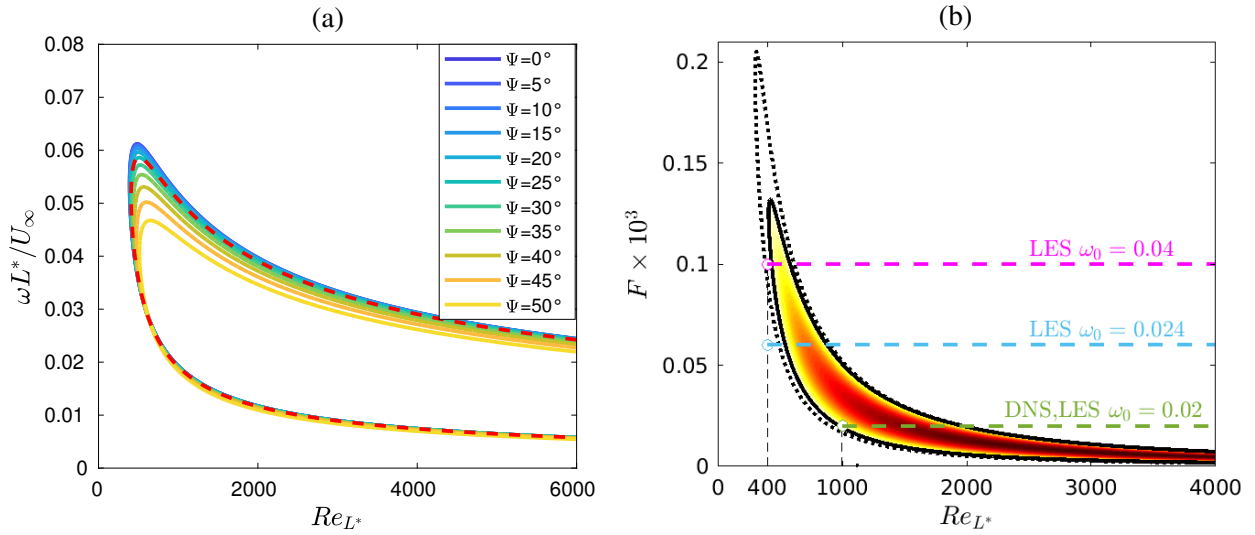 (a)
0.08
0.07
0.06
0.05
0.04
0.03
0.02
0.01
0
ωL*/U∞
0
2000
4000
6000
Re_{L*}
Ψ=0°
Ψ=5°
Ψ=10°
Ψ=15°
Ψ=20°
Ψ=25°
Ψ=30°
Ψ=35°
Ψ=40°
Ψ=45°
Ψ=50°
(b)
0.2
0.15
0.1
0.05
0
F × 10³
LES ω₀ = 0.04
LES ω₀ = 0.024
DNS,LES ω₀ = 0.02
0
400
1000
2000
3000
4000
Re_{L*}